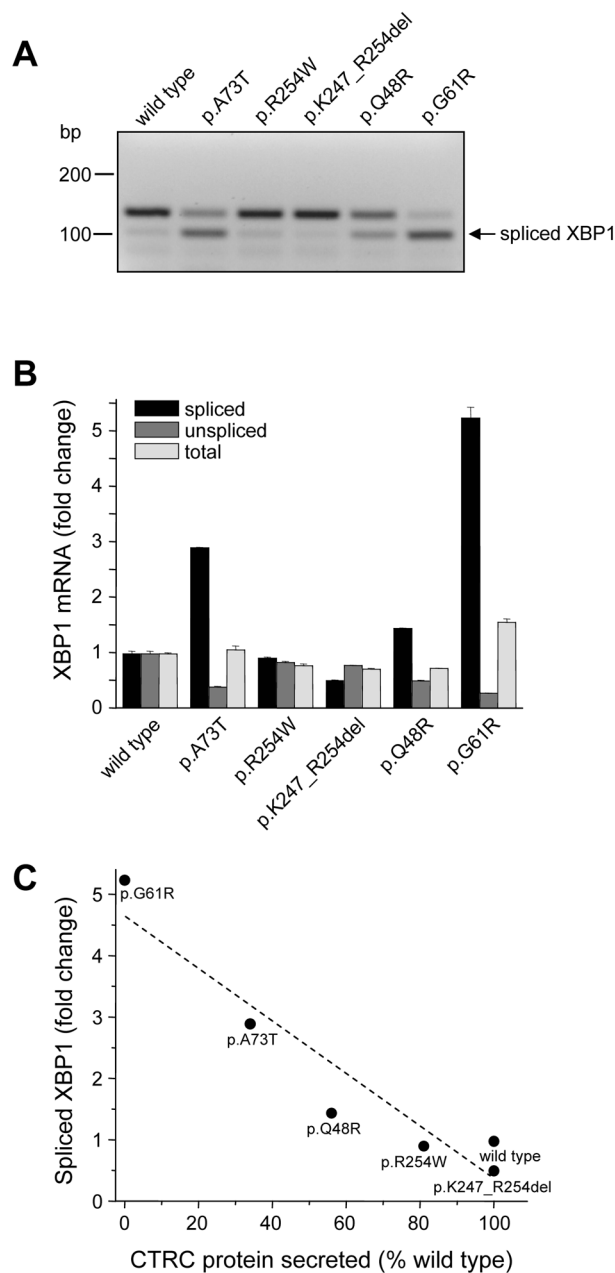 A
wild type
p.A73T
p.R254W
p.K247_R254del
p.Q48R
p.G61R
bp
200
100
spliced XBP1
B
XBP1 mRNA (fold change)
5
4
3
2
1
0
spliced
unspliced
total
wild type
p.A73T
p.R254W
p.K247_R254del
p.Q48R
p.G61R
C
Spliced XBP1 (fold change)
5
4
3
2
1
0
p.G61R
p.A73T
p.Q48R
p.R254W
wild type
p.K247_R254del
0 20 40 60 80 100
CTRC protein secreted (% wild type)